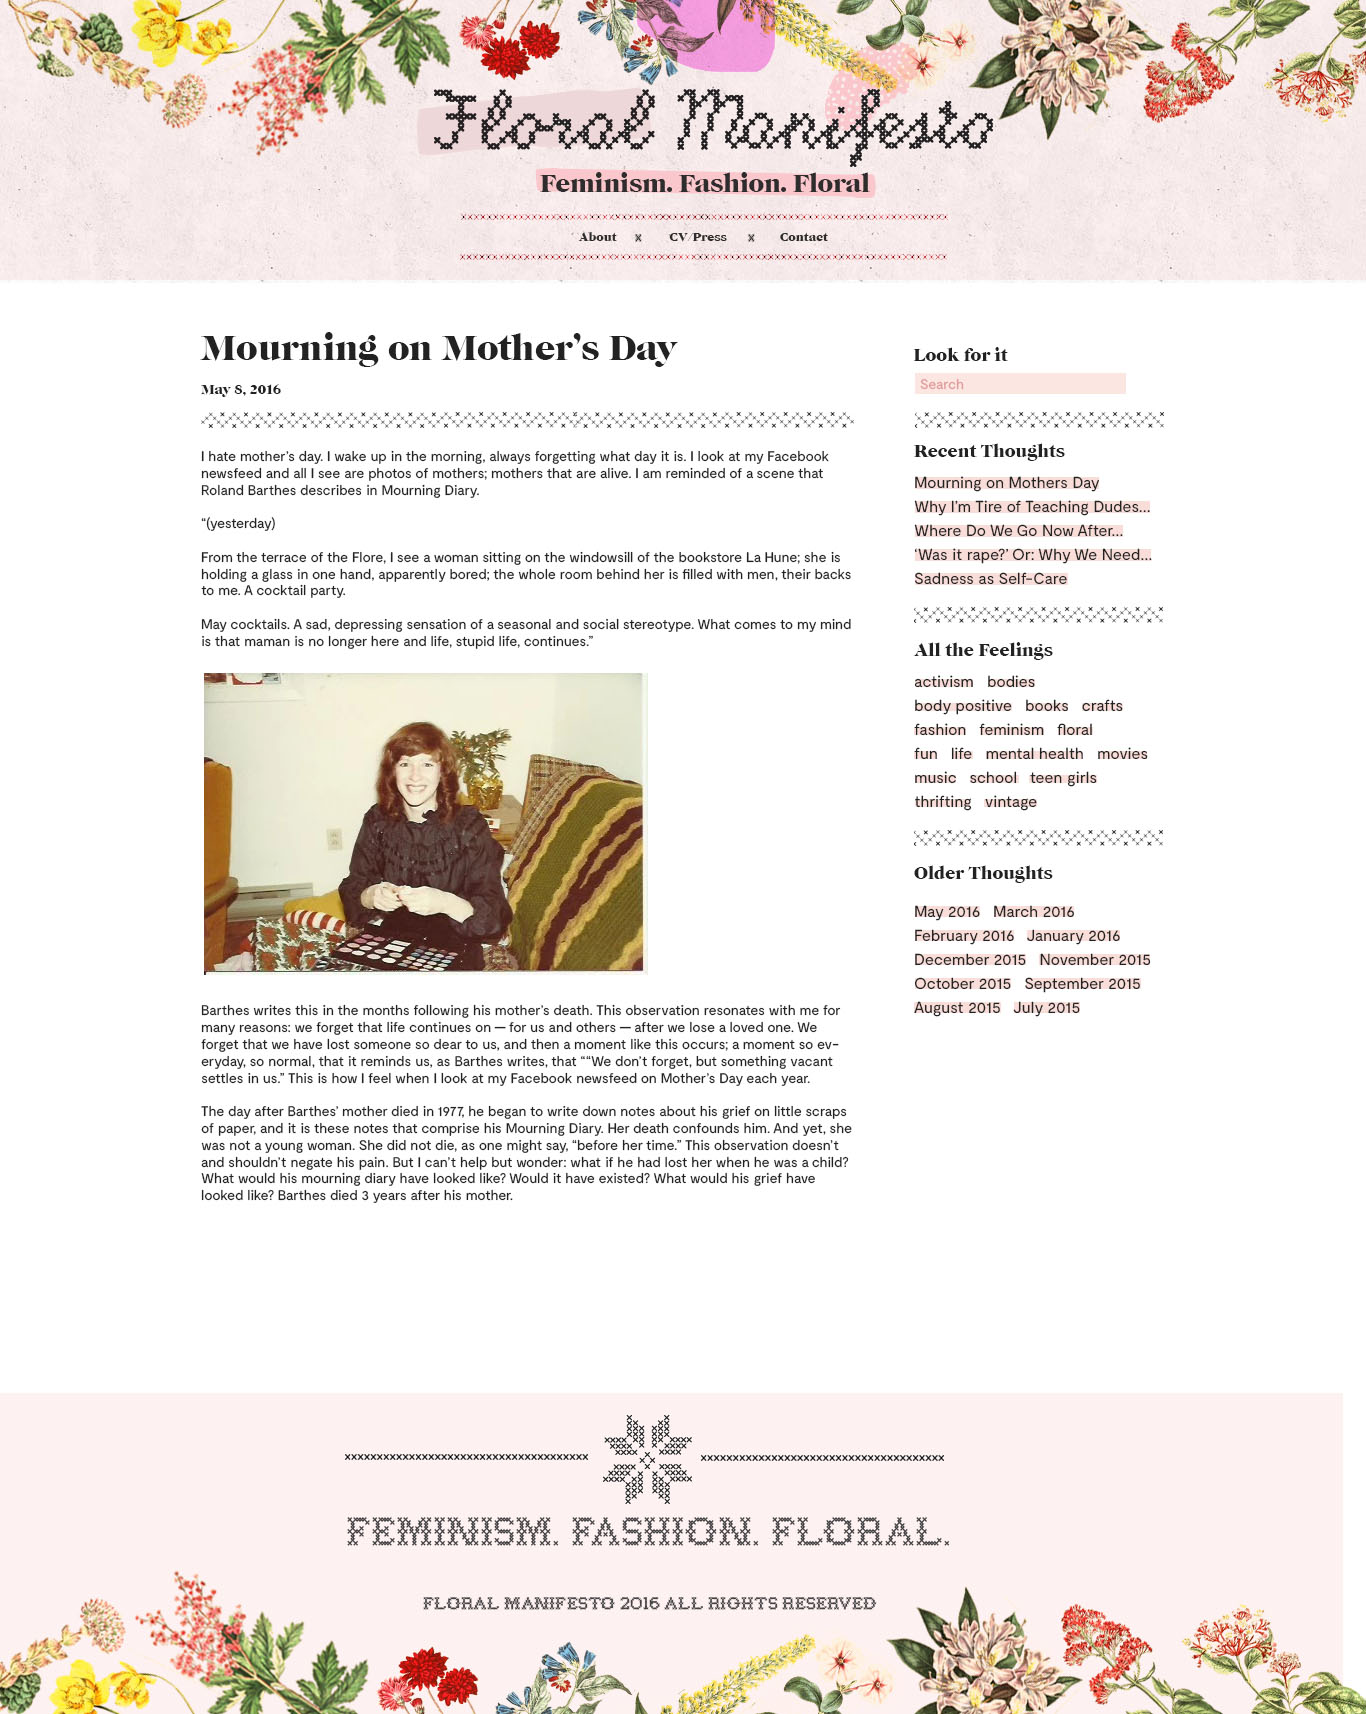 Floral Manifesto
Feminism. Fashion. Floral
About x CV/Press x Contact
Mourning on Mother's Day
May 8, 2016
I hate mother's day. I wake up in the morning, always forgetting what day it is. I look at my Facebook
newsfeed and all I see are photos of mothers; mothers that are alive. I am reminded of a scene that
Roland Barthes describes in Mourning Diary.
“(yesterday)
From the terrace of the Flore, I see a woman sitting on the windowsill of the bookstore La Hune; she is
holding a glass in one hand, apparently bored; the whole room behind her is filled with men, their backs
to me. A cocktail party.
May cocktails. A sad, depressing sensation of a seasonal and social stereotype. What comes to my mind
is that maman is no longer here and life, stupid life, continues.”
Barthes writes this in the months following his mother's death. This observation resonates with me for
many reasons: we forget that life continues on — for us and others — after we lose a loved one. We
forget that we have lost someone so dear to us, and then a moment like this occurs; a moment so ev-
eryday, so normal, that it reminds us, as Barthes writes, that ““We don't forget, but something vacant
settles in us.” This is how I feel when I look at my Facebook newsfeed on Mother's Day each year.
The day after Barthes' mother died in 1977, he began to write down notes about his grief on little scraps
of paper, and it is these notes that comprise his Mourning Diary. Her death confounds him. And yet, she
was not a young woman. She did not die, as one might say, “before her time.” This observation doesn't
and shouldn't negate his pain. But I can't help but wonder: what if he had lost her when he was a child?
What would his mourning diary have looked like? Would it have existed? What would his grief have
looked like? Barthes died 3 years after his mother.
Look for it
Search
Recent Thoughts
Mourning on Mothers Day
Why I'm Tire of Teaching Dudes...
Where Do We Go Now After...
‘Was it rape?’ Or: Why We Need...
Sadness as Self-Care
All the Feelings
activism bodies
body positive books crafts
fashion feminism floral
fun life mental health movies
music school teen girls
thrifting vintage
Older Thoughts
May 2016 March 2016
February 2016 January 2016
December 2015 November 2015
October 2015 September 2015
August 2015 July 2015
FEMINISM. FASHION. FLORAL.
FLORAL MANIFESTO 2016 ALL RIGHTS RESERVED